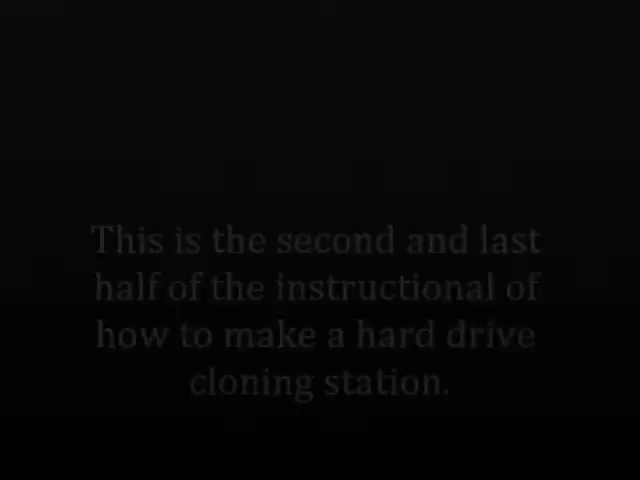 This is the second and last
half of the instructional of
how to make a hard drive
cloning station.